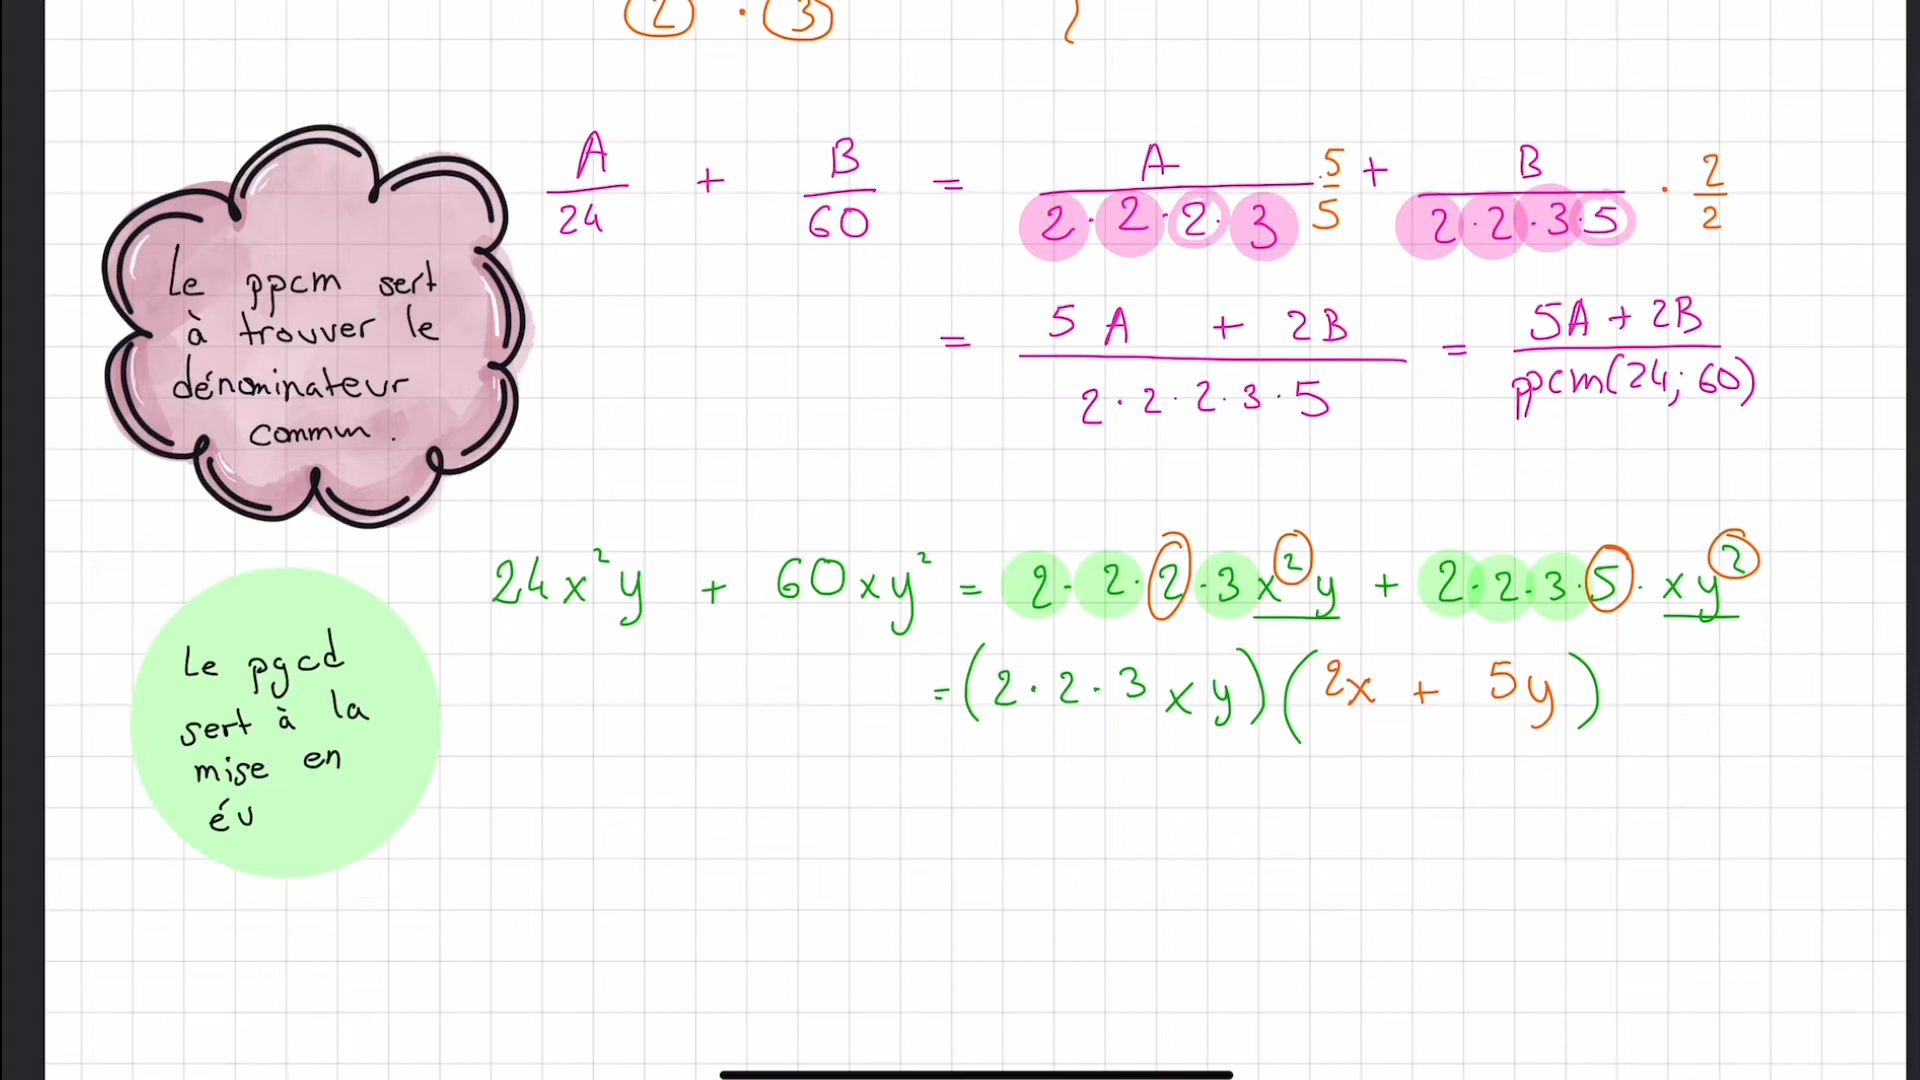 2 · 3
Le ppcm sert
à trouver le
dénominateur
commun.
A/24 + B/60 = A/(2·2·2·3) · 5/5 + B/(2·2·3·5) · 2/2
= (5A + 2B)/(2·2·2·3·5) = (5A + 2B)/ppcm(24; 60)
24x²y + 60xy² = 2·2·2·3x²y + 2·2·3·5·xy²
= (2·2·3xy)(2x + 5y)
Le pgcd
sert à la
mise en
év